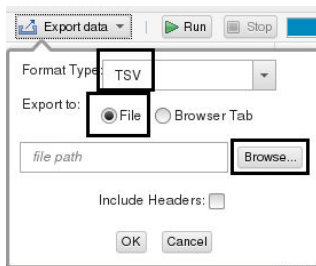 Export data Run Stop
Format Type: TSV
Export to:
File Browser Tab
file path Browse...
Include Headers:
OK Cancel